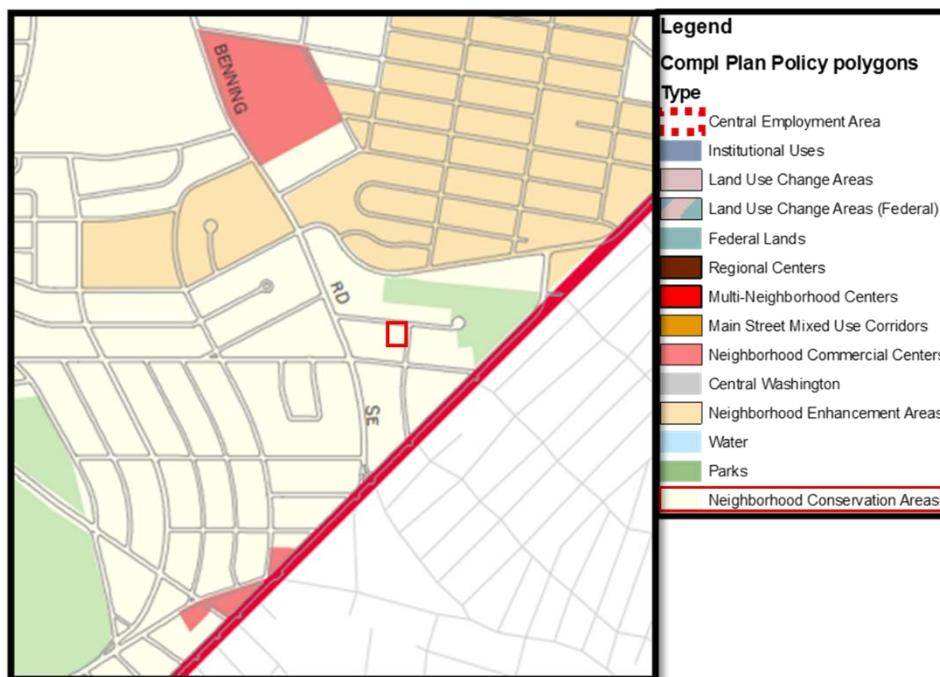 BENNING
RD
SE
Legend
Compl Plan Policy polygons
Type
Central Employment Area
Institutional Uses
Land Use Change Areas
Land Use Change Areas (Federal)
Federal Lands
Regional Centers
Multi-Neighborhood Centers
Main Street Mixed Use Corridors
Neighborhood Commercial Centers
Central Washington
Neighborhood Enhancement Areas
Water
Parks
Neighborhood Conservation Areas